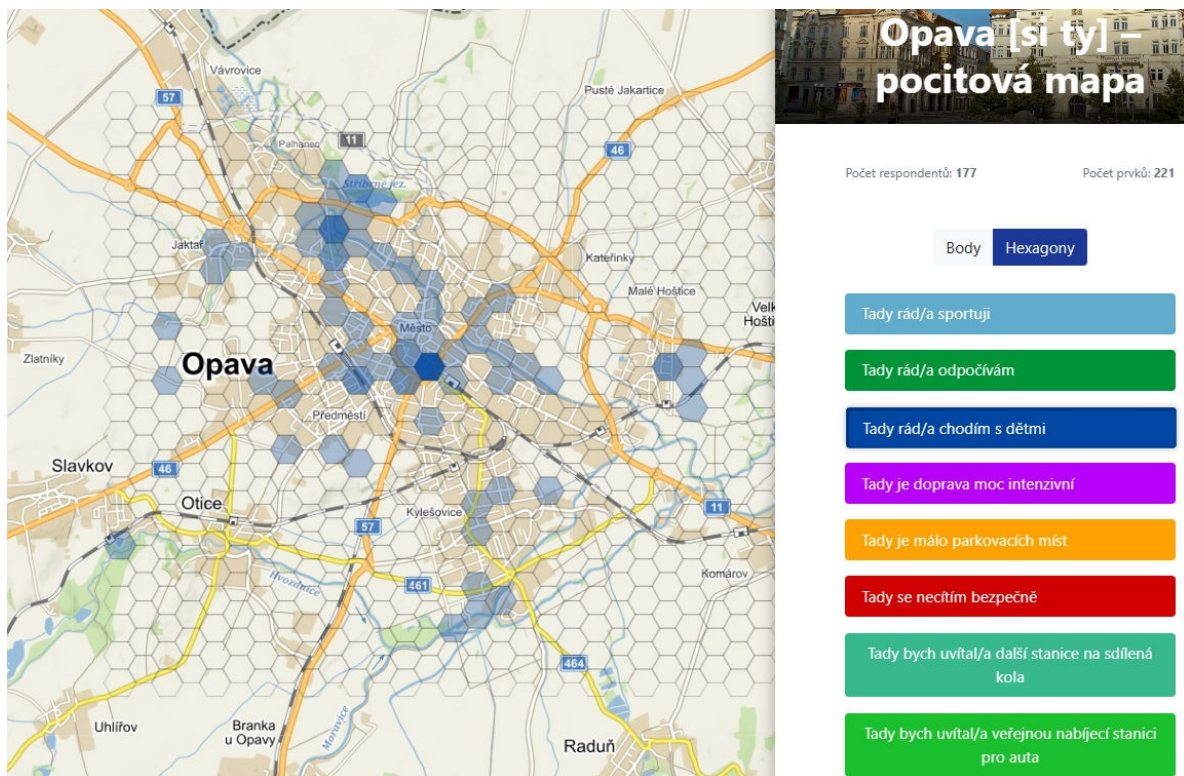 Vávrovice
57
Pusté Jakartice
Palhanec
11
46
Stříbrné jez.
Jaktař
Kateřinky
Malé Hoštice
Velk
Hošti
Město
Zlatníky
Opava
Předměstí
Slavkov
46
Otice
Kylešovice
57
11
Komárov
Hvozdnice
461
464
Uhlířov
Branka
u Opavy
Moravice
Raduň
Opava [si ty] –
pocitová mapa
Počet respondentů: 177
Počet prvků: 221
Body
Hexagony
Tady rád/a sportuji
Tady rád/a odpočívám
Tady rád/a chodím s dětmi
Tady je doprava moc intenzivní
Tady je málo parkovacích míst
Tady se necítím bezpečně
Tady bych uvítal/a další stanice na sdílená
kola
Tady bych uvítal/a veřejnou nabíjecí stanici
pro auta